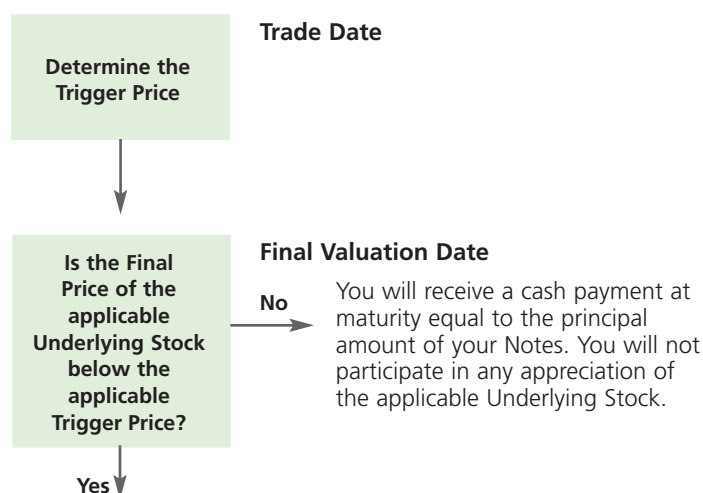 Trade Date
Determine the
Trigger Price
Final Valuation Date
Is the Final
Price of the
applicable
Underlying Stock
below the
applicable
Trigger Price?
No
You will receive a cash payment at
maturity equal to the principal
amount of your Notes. You will not
participate in any appreciation of
the applicable Underlying Stock.
Yes